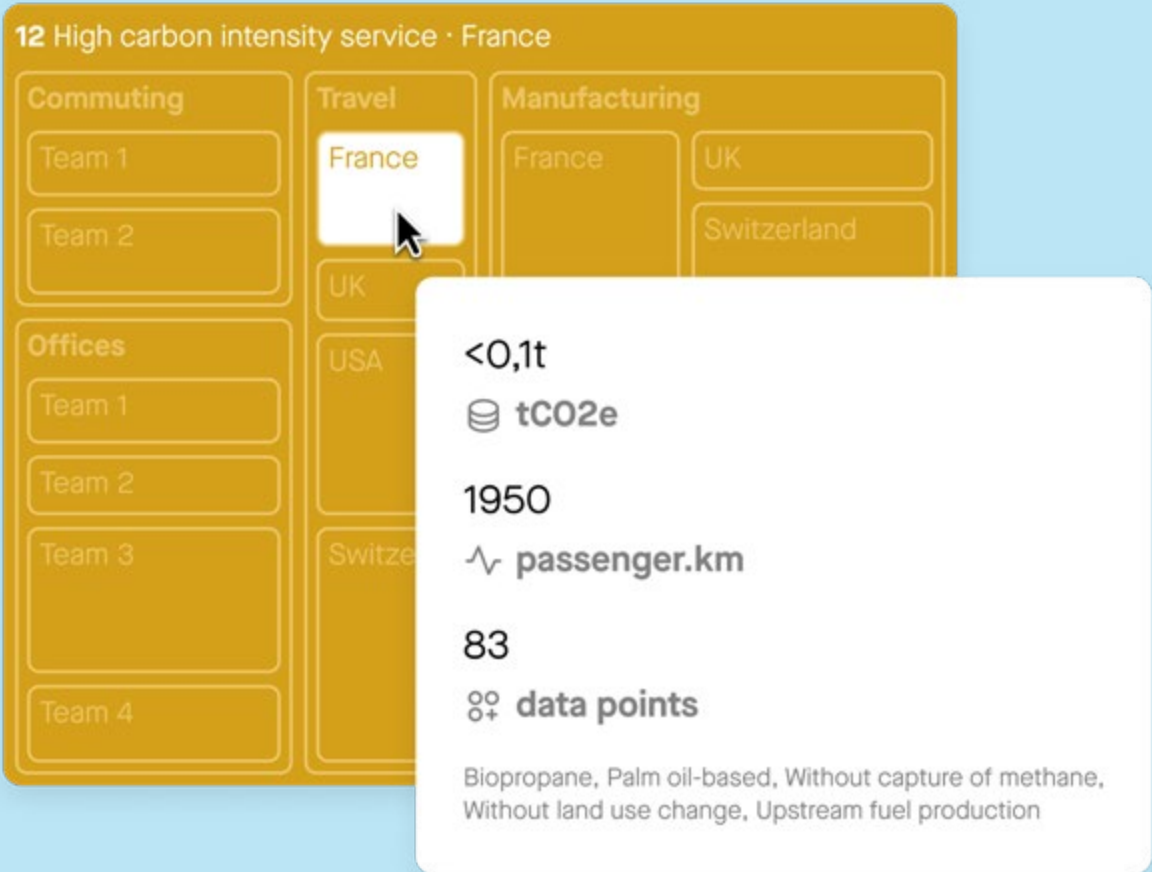 12 High carbon intensity service · France
Commuting
Team 1
Team 2
Offices
Team 1
Team 2
Team 3
Team 4
Travel
France
UK
USA
Switze
Manufacturing
France
UK
Switzerland
<0,1t
tCO2e
1950
passenger.km
83
data points
Biopropane, Palm oil-based, Without capture of methane,
Without land use change, Upstream fuel production